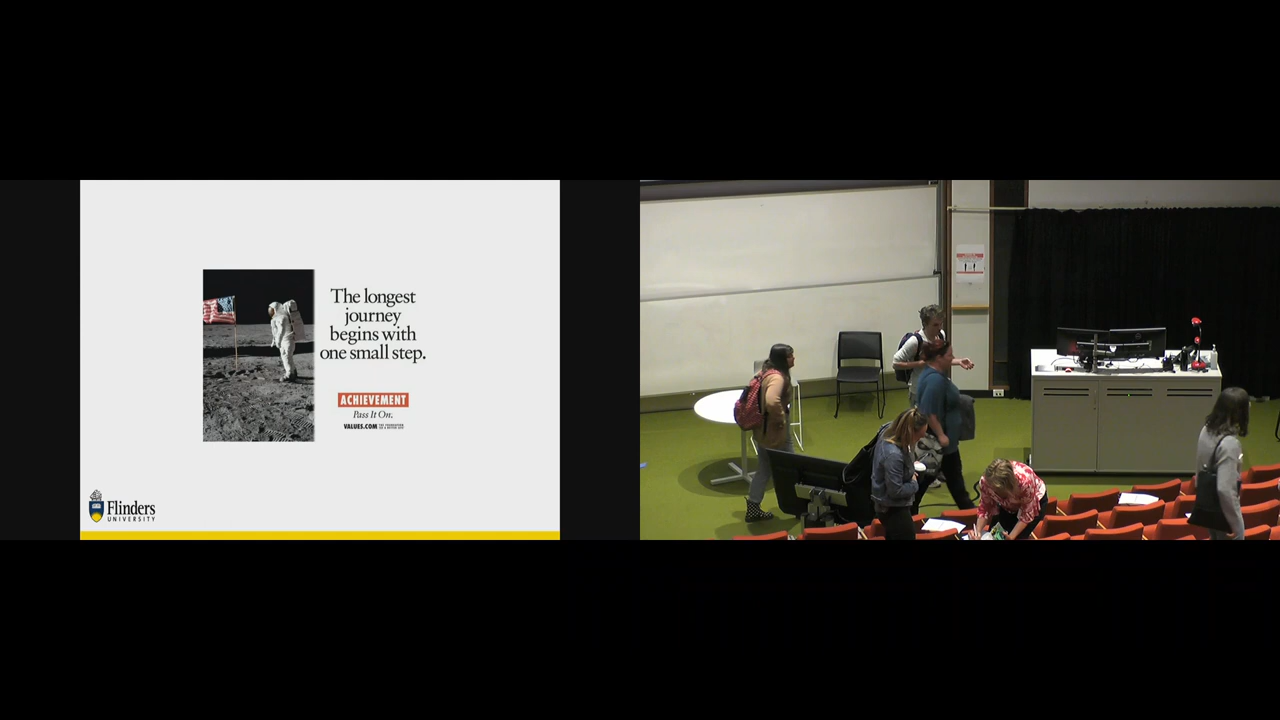 The longest
journey
begins with
one small step.
ACHIEVEMENT
Pass It On.
VALUES.COM
Flinders
UNIVERSITY